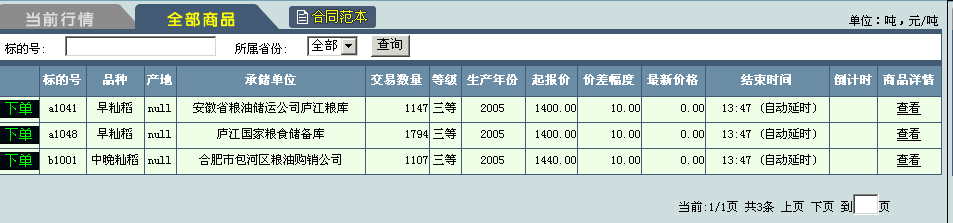 当前行情 全部商品 合同范本 单位：吨，元/吨
标的号: 所属省份: 全部 查询
标的号 品种 产地 承储单位 交易数量 等级 生产年份 起报价 价差幅度 最新价格 结束时间 倒计时 商品详情
下单 a1041 早籼稻 null 安徽省粮油储运公司庐江粮库 1147 三等 2005 1400.00 10.00 0.00 13:47 (自动延时) 查看
下单 a1048 早籼稻 null 庐江国家粮食储备库 1794 三等 2005 1400.00 10.00 0.00 13:47 (自动延时) 查看
下单 b1001 中晚籼稻 null 合肥市包河区粮油购销公司 1107 三等 2005 1440.00 10.00 0.00 13:47 (自动延时) 查看
当前:1/1页 共3条 上页 下页 到 页